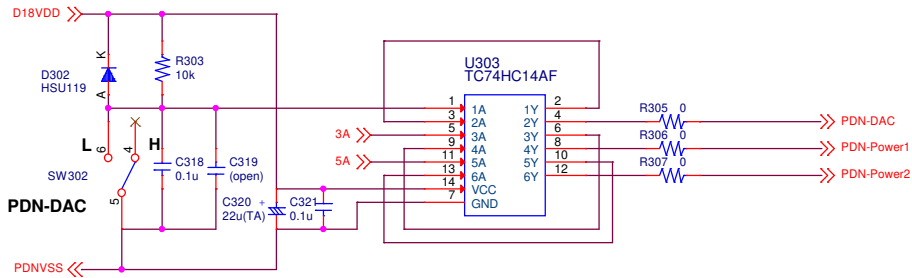 D18VDD
K
D302
HSU119
A
R303
10k
U303
TC74HC14AF
1 1A 1Y 2
3 2A 2Y 4
5 3A 3Y 6
9 4A 4Y 8
11 5A 5Y 10
13 6A 6Y 12
14 VCC
7 GND
3A
5A
R305 0
PDN-DAC
R306 0
PDN-Power1
R307 0
PDN-Power2
L 6 4 H
SW302
5
PDN-DAC
C318
0.1u
C319
(open)
C320 +
22u(TA)
C321
0.1u
PDNVSS